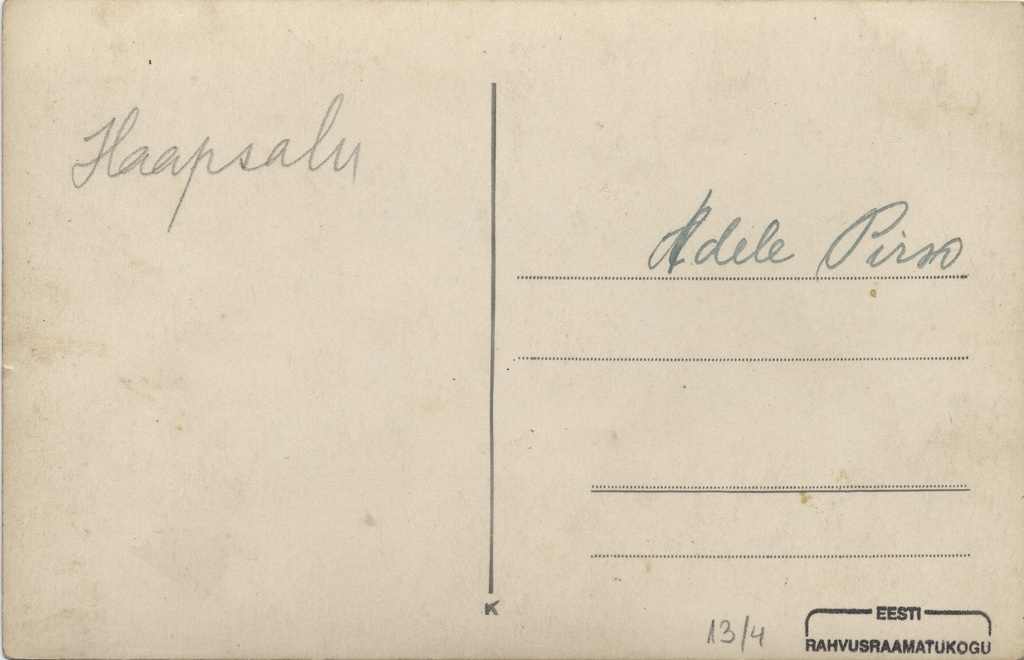 Haapsalu
Adele Pirso
K
13/4
EESTI
RAHVUSRAAMATUKOGU